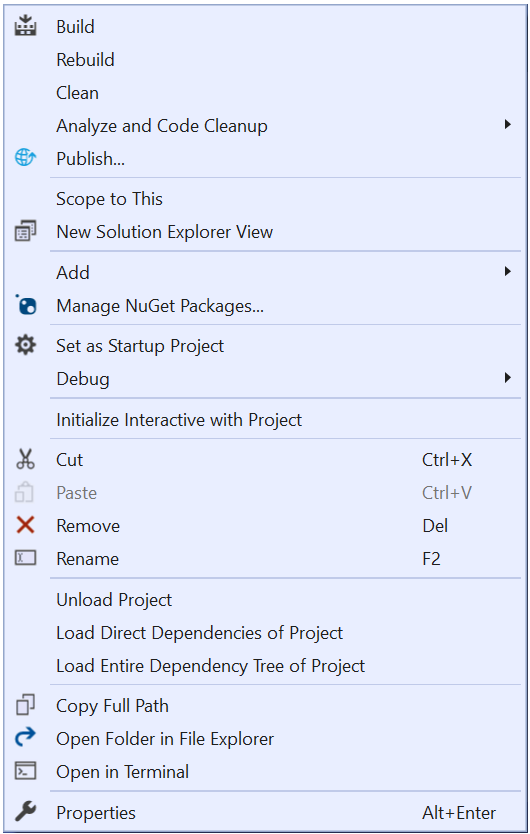 Build
Rebuild
Clean
Analyze and Code Cleanup
Publish...
Scope to This
New Solution Explorer View
Add
Manage NuGet Packages...
Set as Startup Project
Debug
Initialize Interactive with Project
Cut Ctrl+X
Paste Ctrl+V
Remove Del
Rename F2
Unload Project
Load Direct Dependencies of Project
Load Entire Dependency Tree of Project
Copy Full Path
Open Folder in File Explorer
Open in Terminal
Properties Alt+Enter